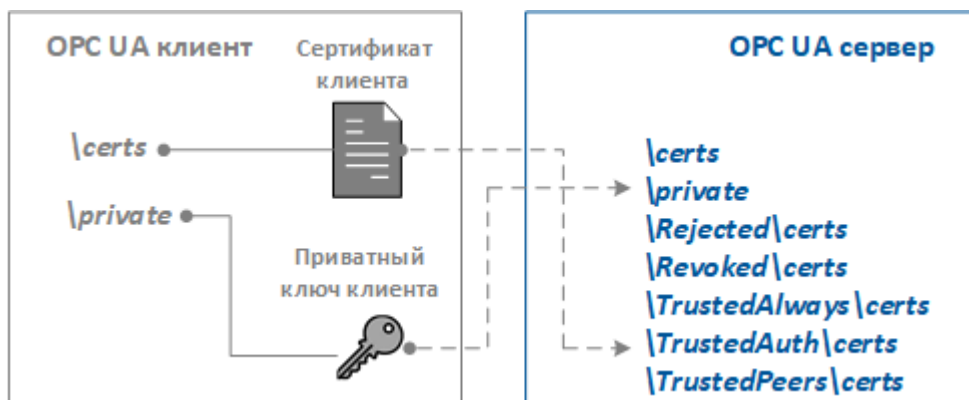 OPC UA клиент
Сертификат
клиента
\certs
\private
Приватный
ключ клиента
OPC UA сервер
\certs
\private
\Rejected\certs
\Revoked\certs
\TrustedAlways\certs
\TrustedAuth\certs
\TrustedPeers\certs